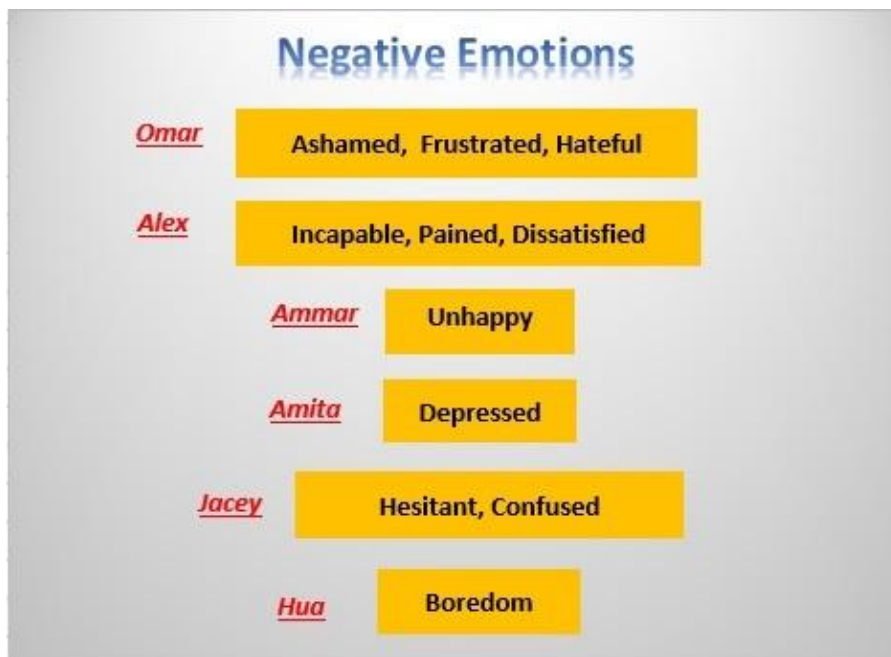 Negative Emotions
Omar Ashamed, Frustrated, Hateful
Alex Incapable, Pained, Dissatisfied
Ammar Unhappy
Amita Depressed
Jacey Hesitant, Confused
Hua Boredom